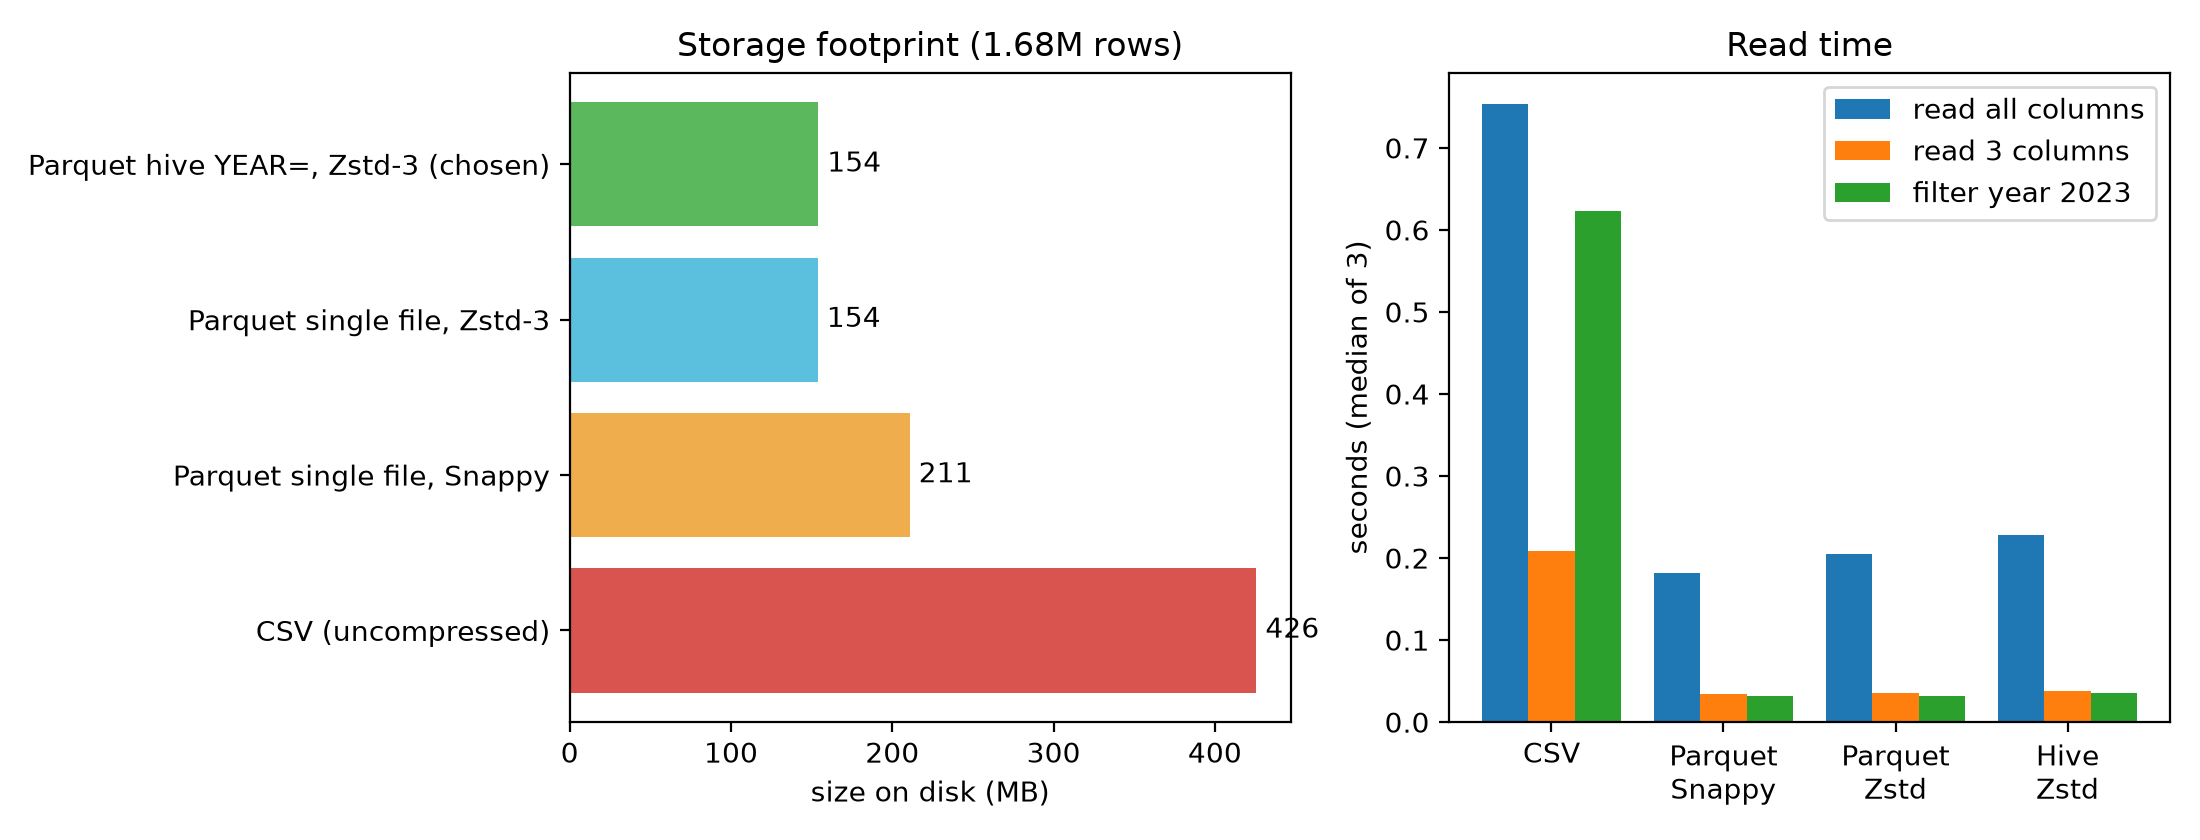 Storage footprint (1.68M rows)
Parquet hive YEAR=, Zstd-3 (chosen)
154
Parquet single file, Zstd-3
154
Parquet single file, Snappy
211
CSV (uncompressed)
426
0 100 200 300 400
size on disk (MB)
Read time
read all columns
read 3 columns
filter year 2023
seconds (median of 3)
0.7
0.6
0.5
0.4
0.3
0.2
0.1
0.0
CSV
Parquet
Snappy
Parquet
Zstd
Hive
Zstd